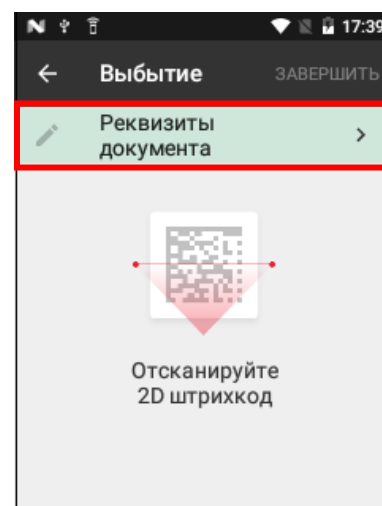 17:39
Выбытие ЗАВЕРШИТЬ
Реквизиты
документа
Отсканируйте
2D штрихкод